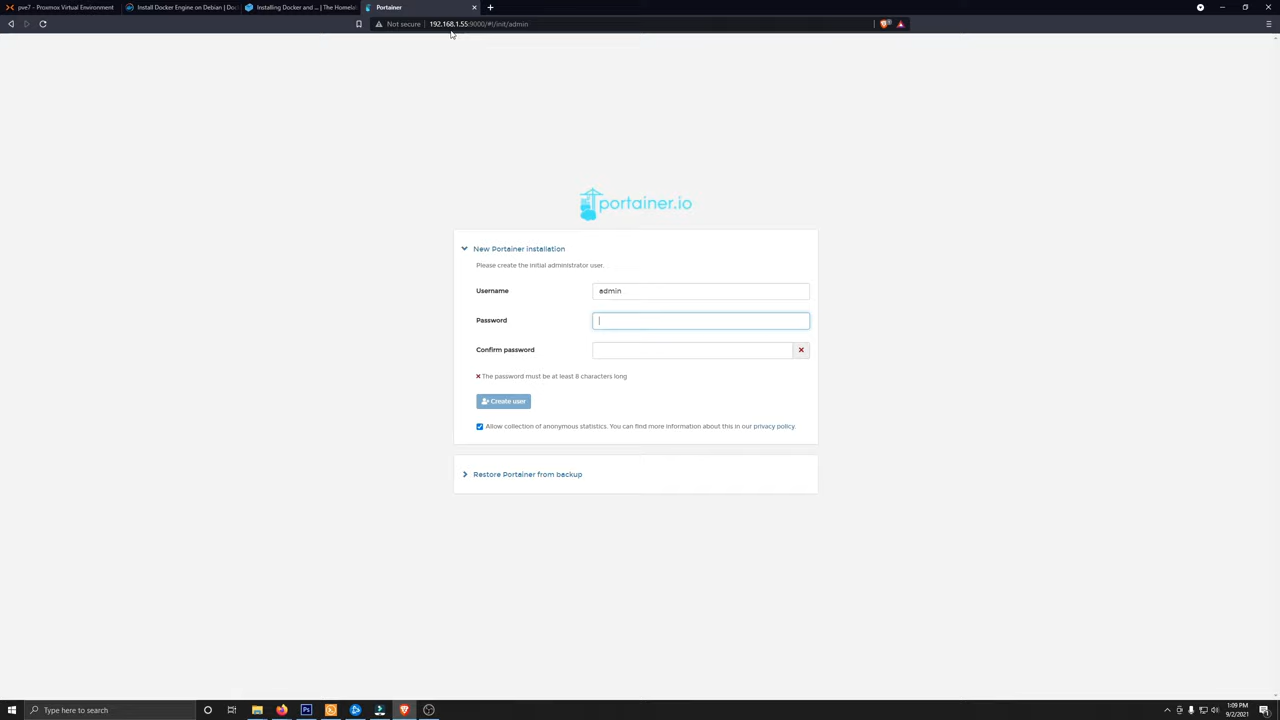 pve7 - Proxmox Virtual Environment
Install Docker Engine on Debian | Doc
Installing Docker and ... | The Homela
Portainer
Not secure
192.168.1.55:9000/#!/init/admin
portainer.io
New Portainer installation
Please create the initial administrator user.
Username
admin
Password
Confirm password
The password must be at least 8 characters long
Create user
Allow collection of anonymous statistics. You can find more information about this in our privacy policy.
Restore Portainer from backup
Type here to search
1:09 PM
9/2/2021